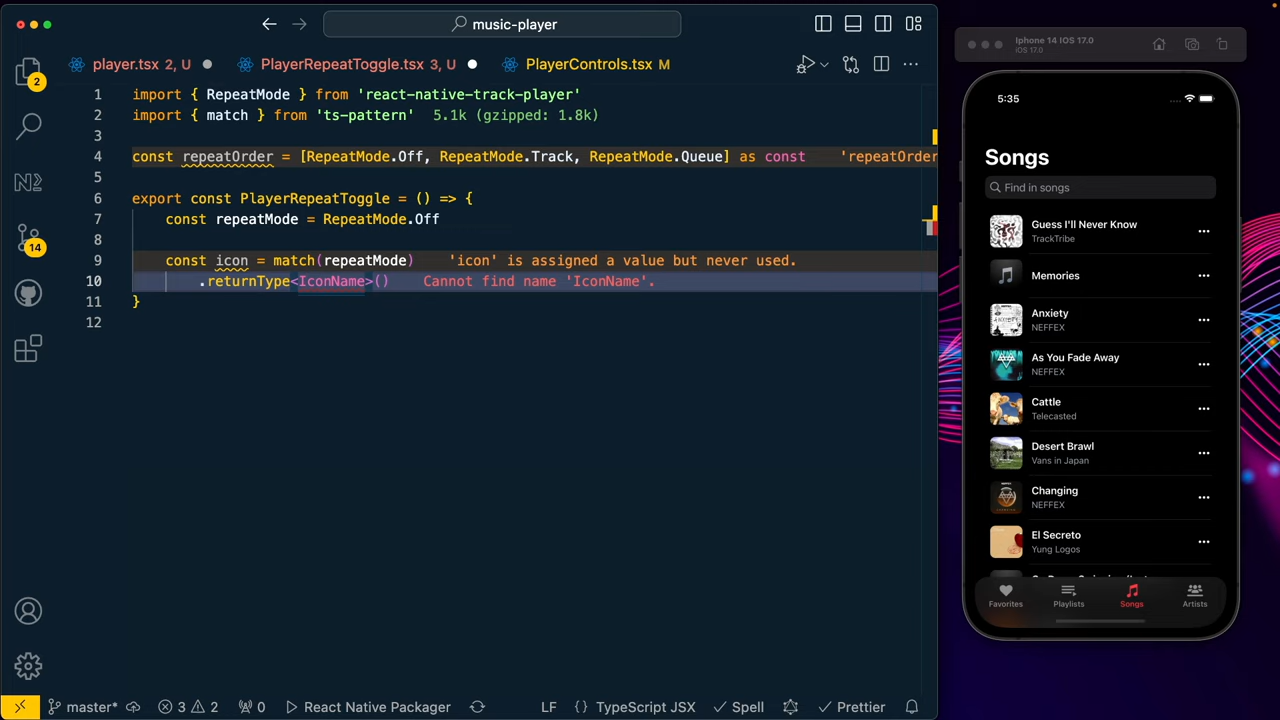 music-player
player.tsx 2, U
PlayerRepeatToggle.tsx 3, U
PlayerControls.tsx M
1 import { RepeatMode } from 'react-native-track-player'
2 import { match } from 'ts-pattern' 5.1k (gzipped: 1.8k)
3
4 const repeatOrder = [RepeatMode.Off, RepeatMode.Track, RepeatMode.Queue] as const 'repeatOrder
5
6 export const PlayerRepeatToggle = () => {
7 const repeatMode = RepeatMode.Off
8
9 const icon = match(repeatMode) 'icon' is assigned a value but never used.
10 .returnType<IconName>() Cannot find name 'IconName'.
11 }
12
2
14
master*
3
2
0
React Native Packager
LF
{} TypeScript JSX
Spell
Prettier
Iphone 14 IOS 17.0
iOS 17.0
5:35
Songs
Find in songs
Guess I'll Never Know
TrackTribe
Memories
Anxiety
NEFFEX
As You Fade Away
NEFFEX
Cattle
Telecasted
Desert Brawl
Vans in Japan
Changing
NEFFEX
El Secreto
Yung Logos
Favorites
Playlists
Songs
Artists